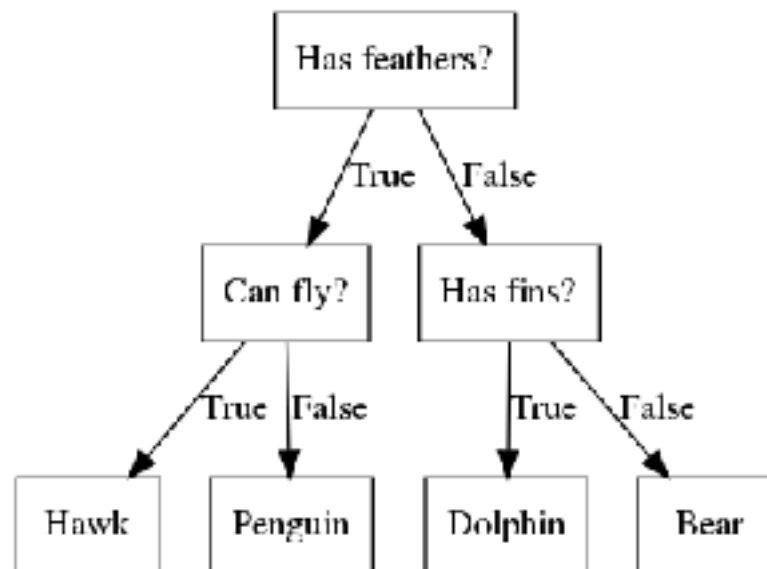 Has feathers?
True
False
Can fly?
Has fins?
True
False
True
False
Hawk
Penguin
Dolphin
Bear